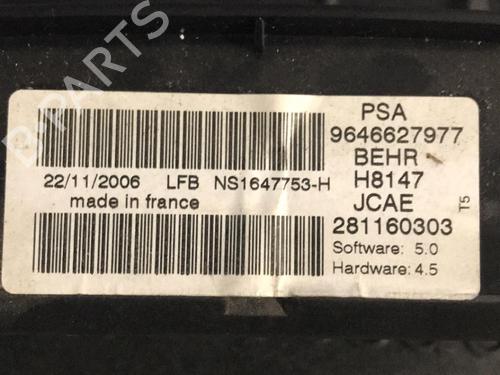 B-PARTS
PSA
9646627977
BEHR
H8147
JCAE
281160303
T5
Software: 5.0
Hardware: 4.5
22/11/2006 LFB NS1647753-H
made in france